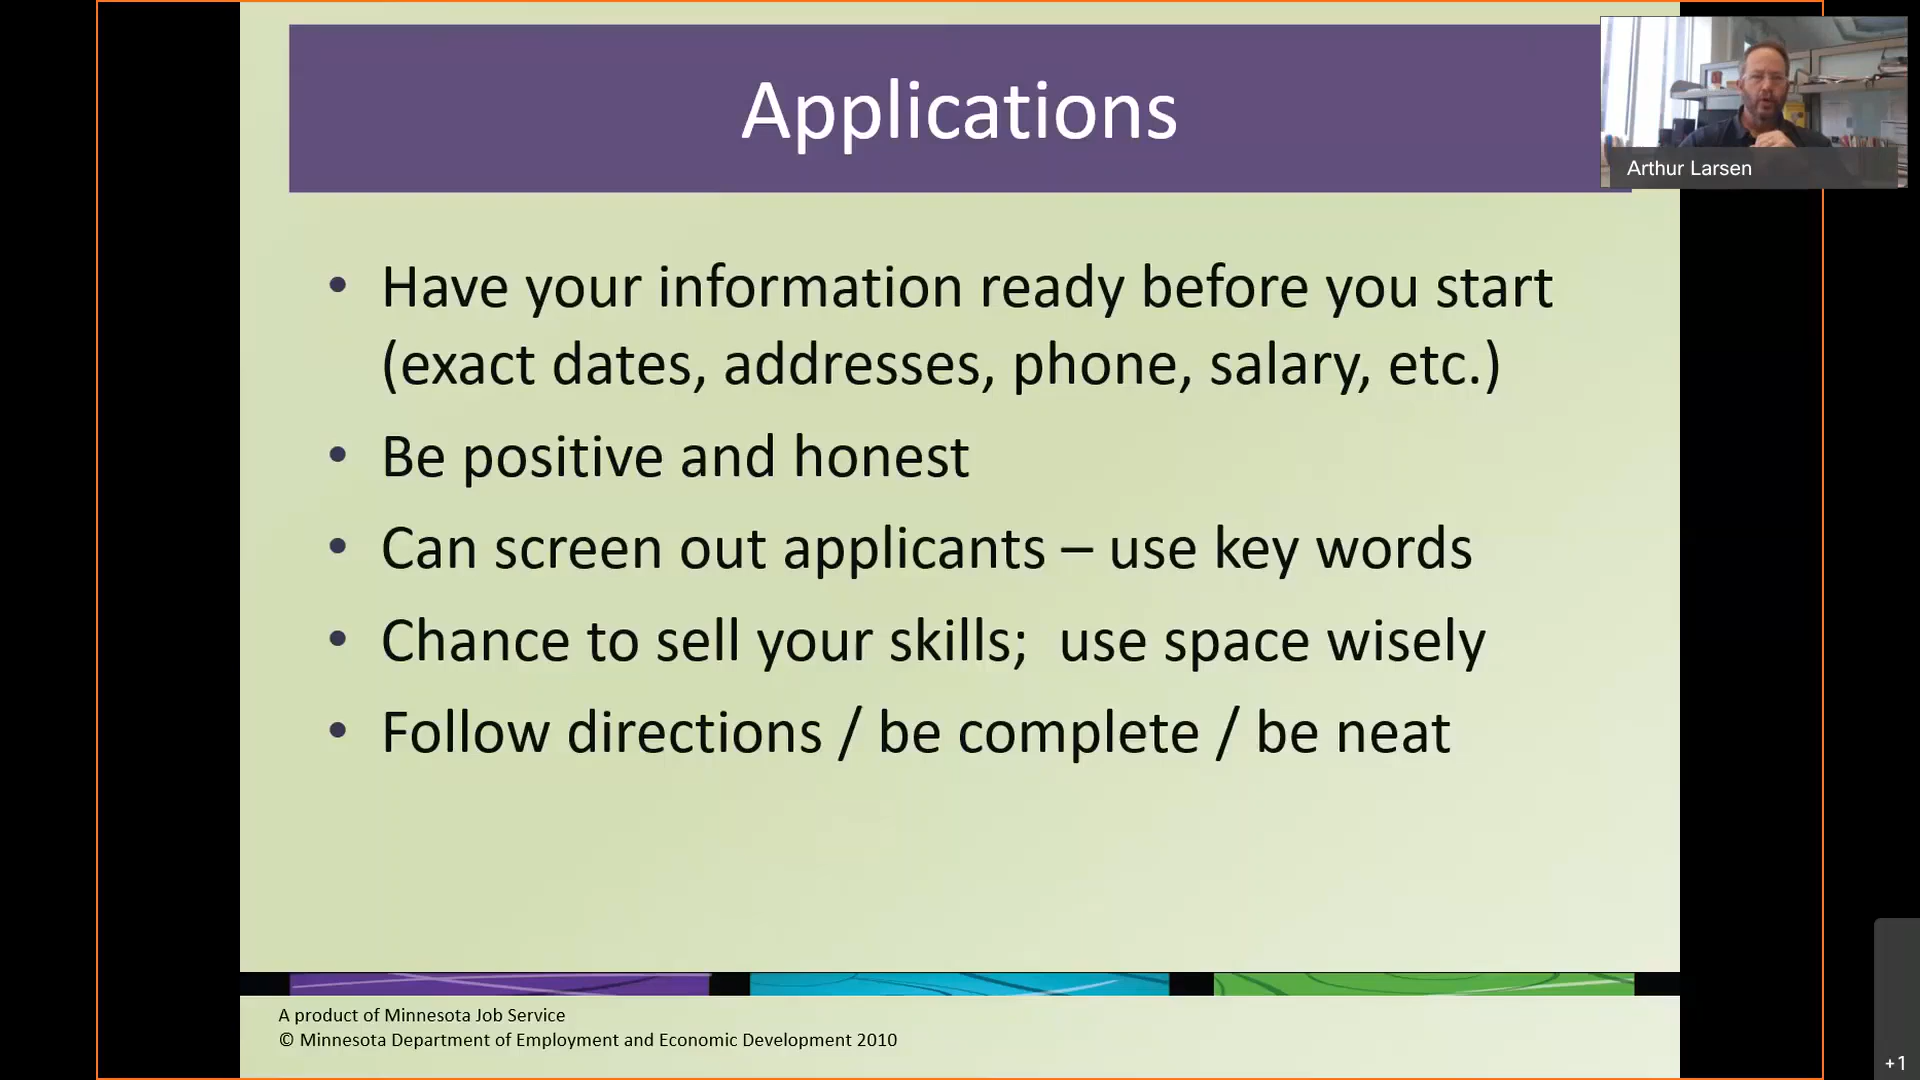 Applications
Arthur Larsen
• Have your information ready before you start
(exact dates, addresses, phone, salary, etc.)
• Be positive and honest
• Can screen out applicants – use key words
• Chance to sell your skills;  use space wisely
• Follow directions / be complete / be neat
A product of Minnesota Job Service
© Minnesota Department of Employment and Economic Development 2010
+1